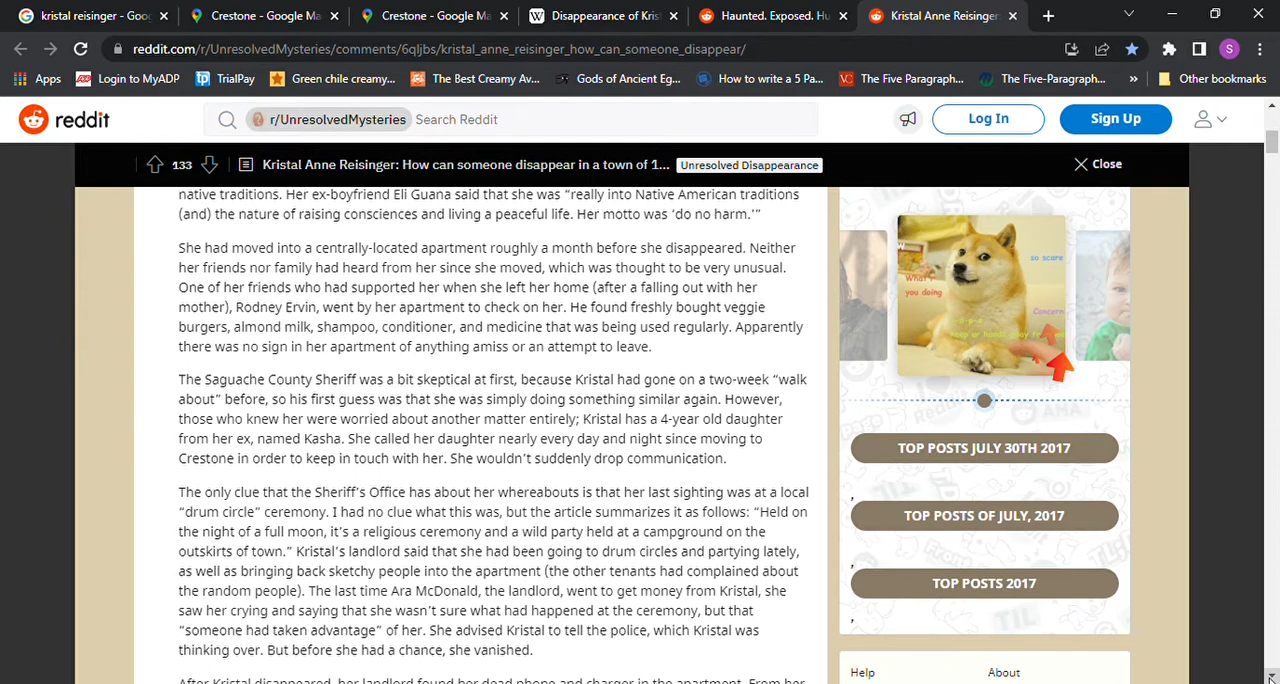 kristal reisinger - Goo
Crestone - Google Ma
Crestone - Google Ma
Disappearance of Kris
Haunted. Exposed. Hu
Kristal Anne Reisinger
reddit.com/r/UnresolvedMysteries/comments/6qljbs/kristal_anne_reisinger_how_can_someone_disappear/
S
Apps
Login to MyADP
TrialPay
Green chile creamy...
The Best Creamy Av...
Gods of Ancient Eg...
How to write a 5 Pa...
The Five Paragraph...
The Five-Paragraph...
»
Other bookmarks
reddit
r/UnresolvedMysteries Search Reddit
Log In
Sign Up
133
Kristal Anne Reisinger: How can someone disappear in a town of 1...
Unresolved Disappearance
Close
native traditions. Her ex-boyfriend Eli Guana said that she was “really into Native American traditions
(and) the nature of raising consciences and living a peaceful life. Her motto was ‘do no harm.’”
She had moved into centrally-located apartment roughly a month before she disappeared. Neither
her friends nor family had heard from her since she moved, which was thought to be very unusual.
One of her friends who had supported her when she left her home (after a falling out with her
mother), Rodney Ervin, went by her apartment to check on her. He found freshly bought veggie
burgers, almond milk, shampoo, conditioner, and medicine that was being used regularly. Apparently
there was no sign in her apartment of anything amiss or an attempt to leave.
The Saguache County Sheriff was a bit skeptical at first, because Kristal had gone on a two-week “walk
about” before, so his first guess was that she was simply doing something similar again. However,
those who knew her were worried about another matter entirely; Kristal has a 4-year old daughter
from her ex, named Kasha. She called her daughter nearly every day and night since moving to
Crestone in order to keep in touch with her. She wouldn’t suddenly drop communication.
The only clue that the Sheriff’s Office has about her whereabouts is that her last sighting was at a local
“drum circle” ceremony. I had no clue what this was, but the article summarizes it as follows: “Held on
the night of a full moon, it’s a religious ceremony and a wild party held at a campground on the
outskirts of town.” Kristal’s landlord said that she had been going to drum circles and partying lately,
as well as bringing back sketchy people into the apartment (the other tenants had complained about
the random people). The last time Ara McDonald, the landlord, went to get money from Kristal, she
saw her crying and saying that she wasn’t sure what had happened at the ceremony, but that
“someone had taken advantage” of her. She advised Kristal to tell the police, which Kristal was
thinking over. But before she had a chance, she vanished.
After Kristal disappeared, her landlord found her dead phone and charger in the apartment. From her
so scare
What r
you doing
Concern
TOP POSTS JULY 30TH 2017
,
TOP POSTS OF JULY, 2017
,
TOP POSTS 2017
,
Help
About